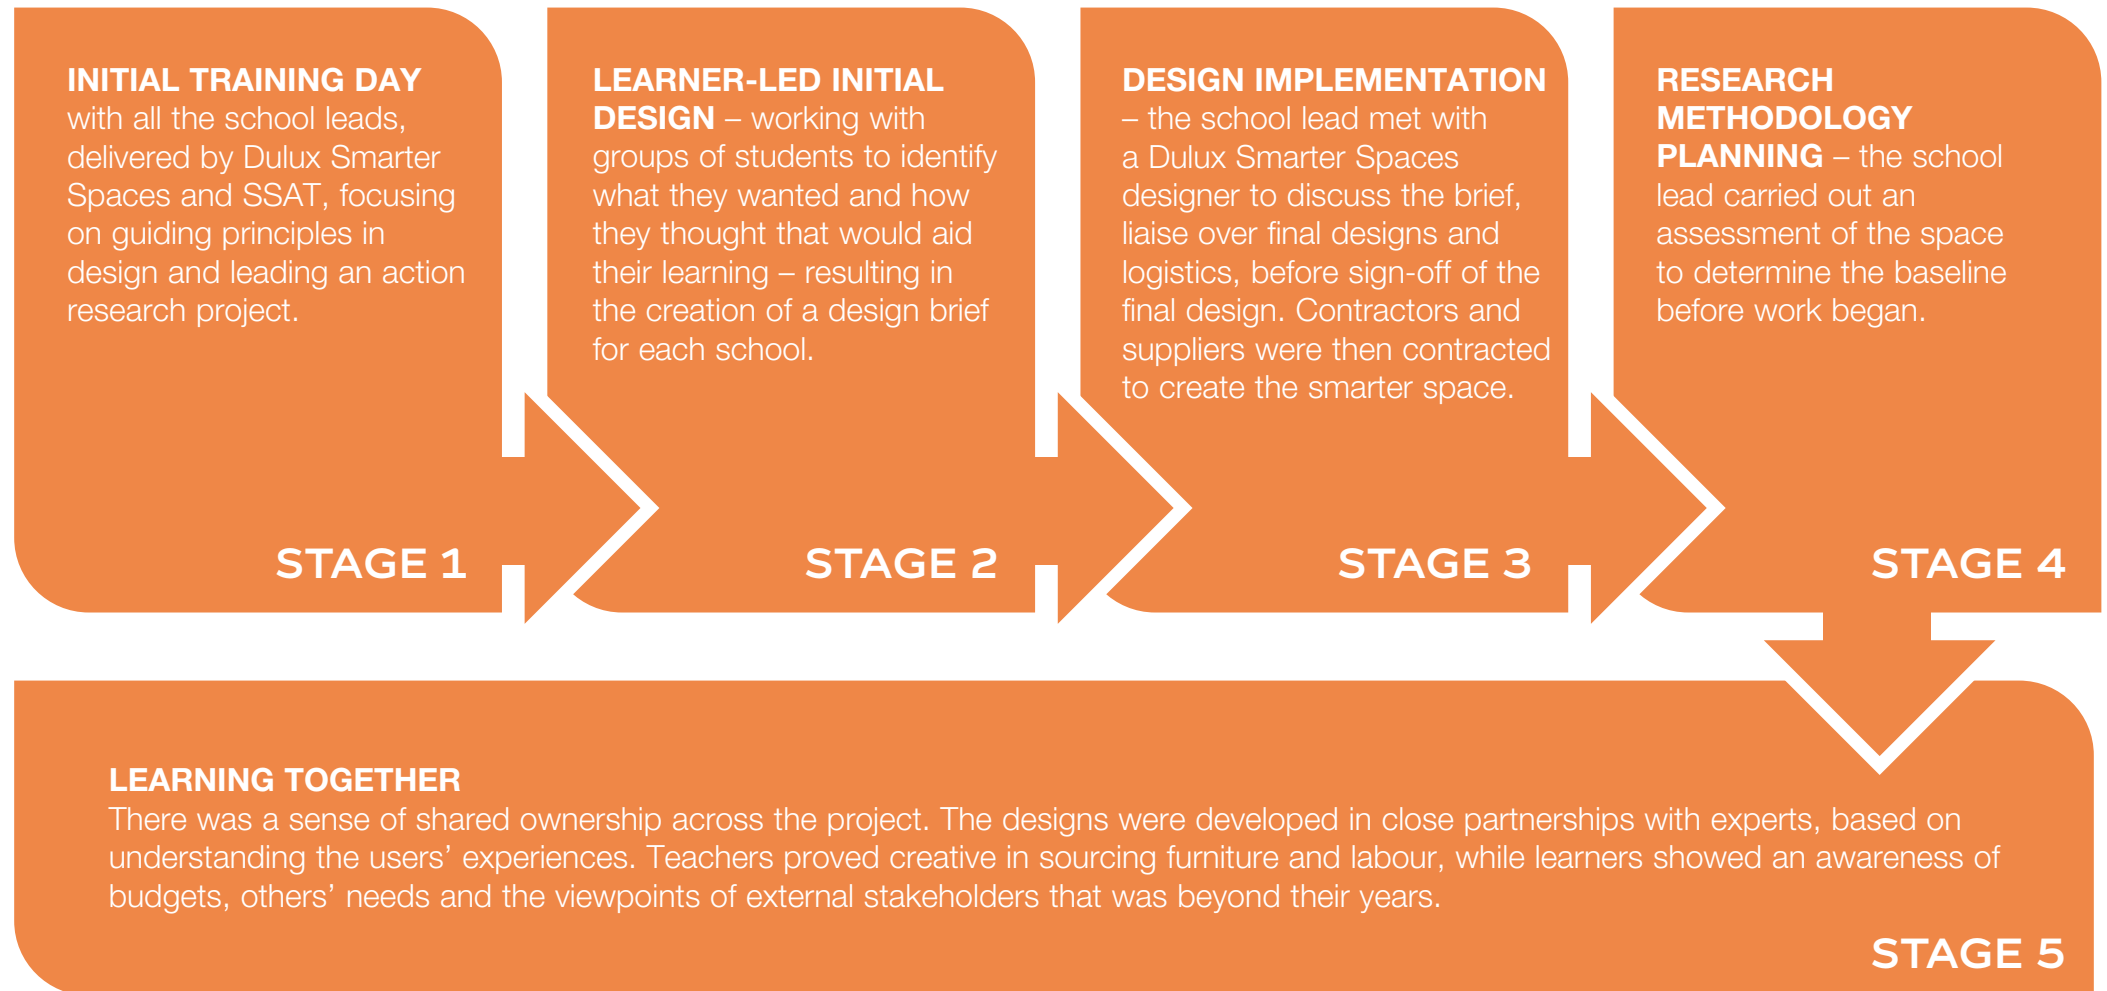 INITIAL TRAINING DAY
with all the school leads,
delivered by Dulux Smarter
Spaces and SSAT, focusing
on guiding principles in
design and leading an action
research project.
STAGE 1
LEARNER-LED INITIAL
DESIGN – working with
groups of students to identify
what they wanted and how
they thought that would aid
their learning – resulting in
the creation of a design brief
for each school.
STAGE 2
DESIGN IMPLEMENTATION
– the school lead met with
a Dulux Smarter Spaces
designer to discuss the brief,
liaise over final designs and
logistics, before sign-off of the
final design. Contractors and
suppliers were then contracted
to create the smarter space.
STAGE 3
RESEARCH
METHODOLOGY
PLANNING – the school
lead carried out an
assessment of the space
to determine the baseline
before work began.
STAGE 4
LEARNING TOGETHER
There was a sense of shared ownership across the project. The designs were developed in close partnerships with experts, based on
understanding the users’ experiences. Teachers proved creative in sourcing furniture and labour, while learners showed an awareness of
budgets, others’ needs and the viewpoints of external stakeholders that was beyond their years.
STAGE 5